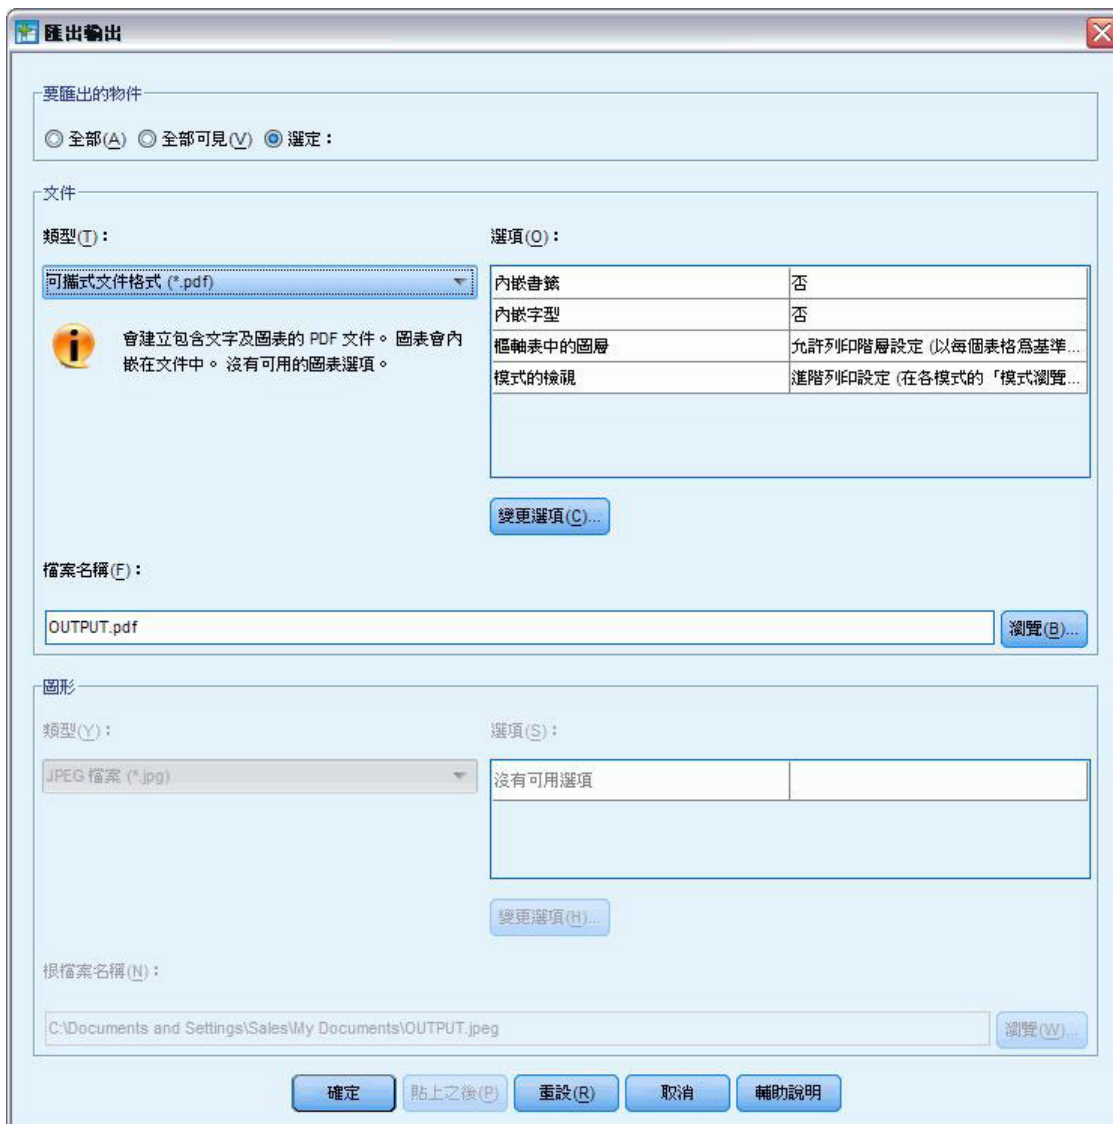 匯出輸出
要匯出的物件
全部(A) 全部可見(V) 選定：
文件
類型(T)： 選項(O)：
可攜式文件格式 (*.pdf)
內嵌書籤 否
內嵌字型 否
樞軸表中的圖層 允許列印階層設定 (以每個表格為基準...
模式的檢視 進階列印設定 (在各模式的「模式瀏覽...
會建立包含文字及圖表的 PDF 文件。圖表會內
嵌在文件中。沒有可用的圖表選項。
變更選項(C)...
檔案名稱(F)：
OUTPUT.pdf 瀏覽(B)...
圖形
類型(Y)： 選項(S)：
JPEG 檔案 (*.jpg) 沒有可用選項
變更選項(H)...
根檔案名稱(N)：
C:\Documents and Settings\Sales\My Documents\OUTPUT.jpeg 瀏覽(W)...
確定 貼上之後(P) 重設(R) 取消 輔助說明